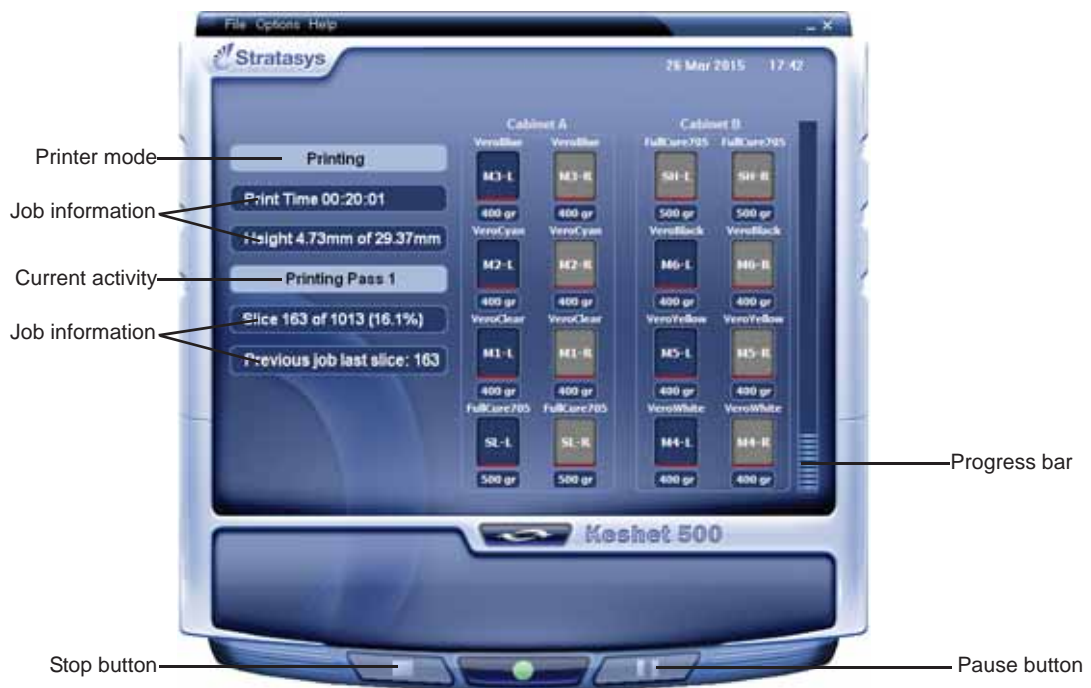 File Options Help
Stratasys
26 Mar 2015 17:42
Cabinet A Cabinet B
VeroBlue VeroBlue FullCure705 FullCure705
Printer mode
Printing
M3-L M3-R SH-L SH-R
Job information
Print Time 00:20:01
400 gr 400 gr 500 gr 500 gr
Height 4.73mm of 29.37mm
VeroCyan VeroCyan VeroBlack VeroBlack
M2-L M2-R M6-L M6-R
Current activity
Printing Pass 1
400 gr 400 gr 400 gr 400 gr
Job information
Slice 163 of 1013 (16.1%)
VeroClear VeroClear VeroYellow VeroYellow
M1-L M1-R M5-L M5-R
Previous job last slice: 163
400 gr 400 gr 400 gr 400 gr
FullCure705 FullCure705 VeroWhite VeroWhite
SL-L SL-R M4-L M4-R
Progress bar
500 gr 500 gr 400 gr 400 gr
Keshet 500
Stop button
Pause button